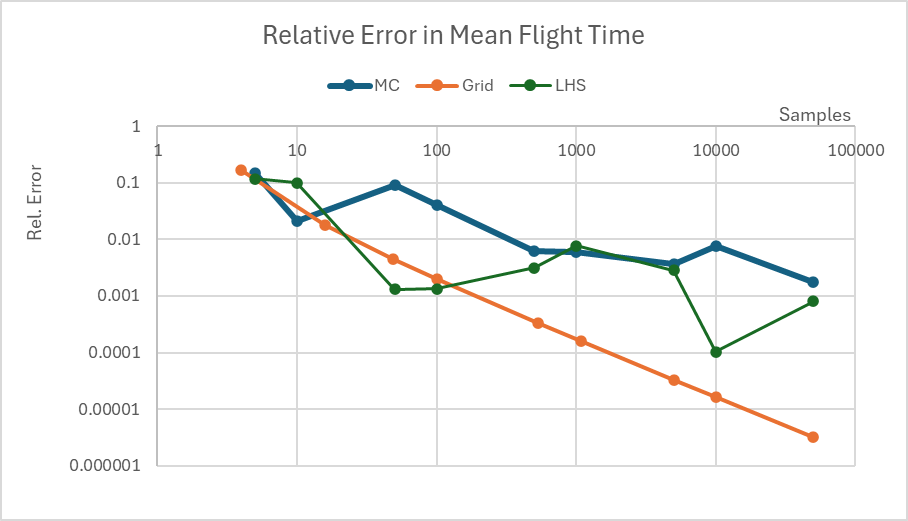 Relative Error in Mean Flight Time
MC Grid LHS
Samples
1
1 10 100 1000 10000 100000
Rel. Error
0.1
0.01
0.001
0.0001
0.00001
0.000001